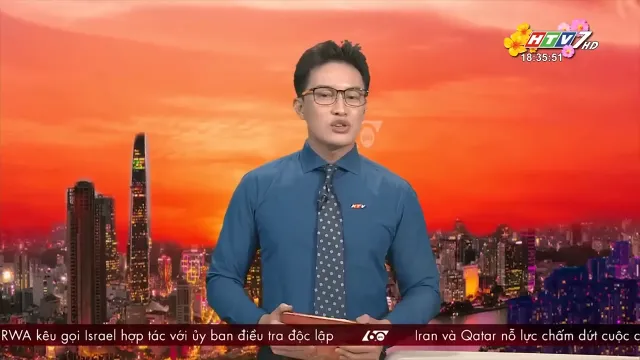 HTV7 HD
18:35:51
HTV
RWA kêu gọi Israel hợp tác với ủy ban điều tra độc lập
Iran và Qatar nỗ lực chấm dứt cuộc